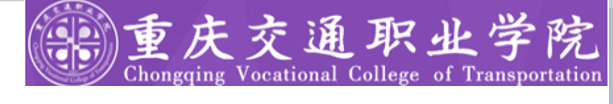 重庆交通职业学院
Chongqing Vocational College of Transportation